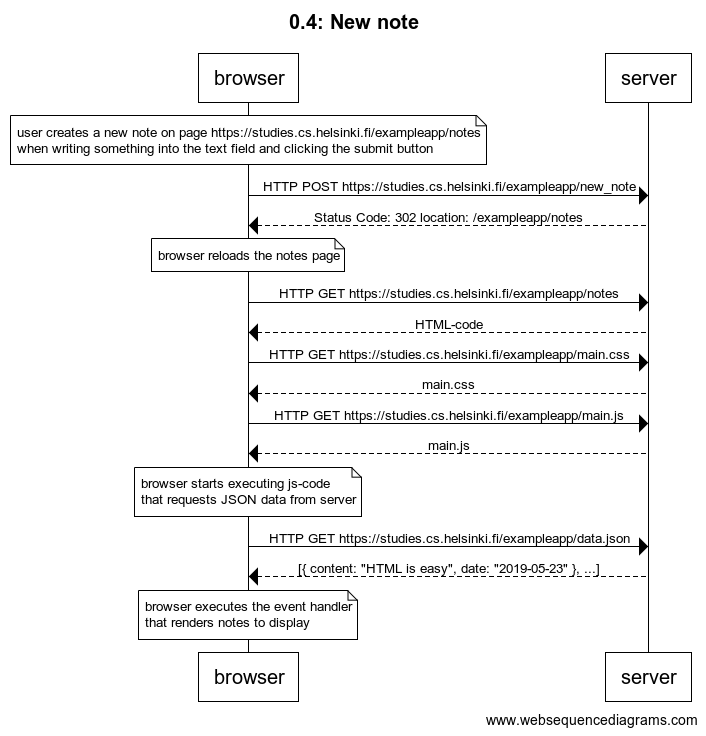 0.4: New note
browser
server
user creates a new note on page https://studies.cs.helsinki.fi/exampleapp/notes
when writing something into the text field and clicking the submit button
HTTP POST https://studies.cs.helsinki.fi/exampleapp/new_note
Status Code: 302 location: /exampleapp/notes
browser reloads the notes page
HTTP GET https://studies.cs.helsinki.fi/exampleapp/notes
HTML-code
HTTP GET https://studies.cs.helsinki.fi/exampleapp/main.css
main.css
HTTP GET https://studies.cs.helsinki.fi/exampleapp/main.js
main.js
browser starts executing js-code
that requests JSON data from server
HTTP GET https://studies.cs.helsinki.fi/exampleapp/data.json
[{ content: "HTML is easy", date: "2019-05-23" }, ...]
browser executes the event handler
that renders notes to display
browser
server
www.websequencediagrams.com